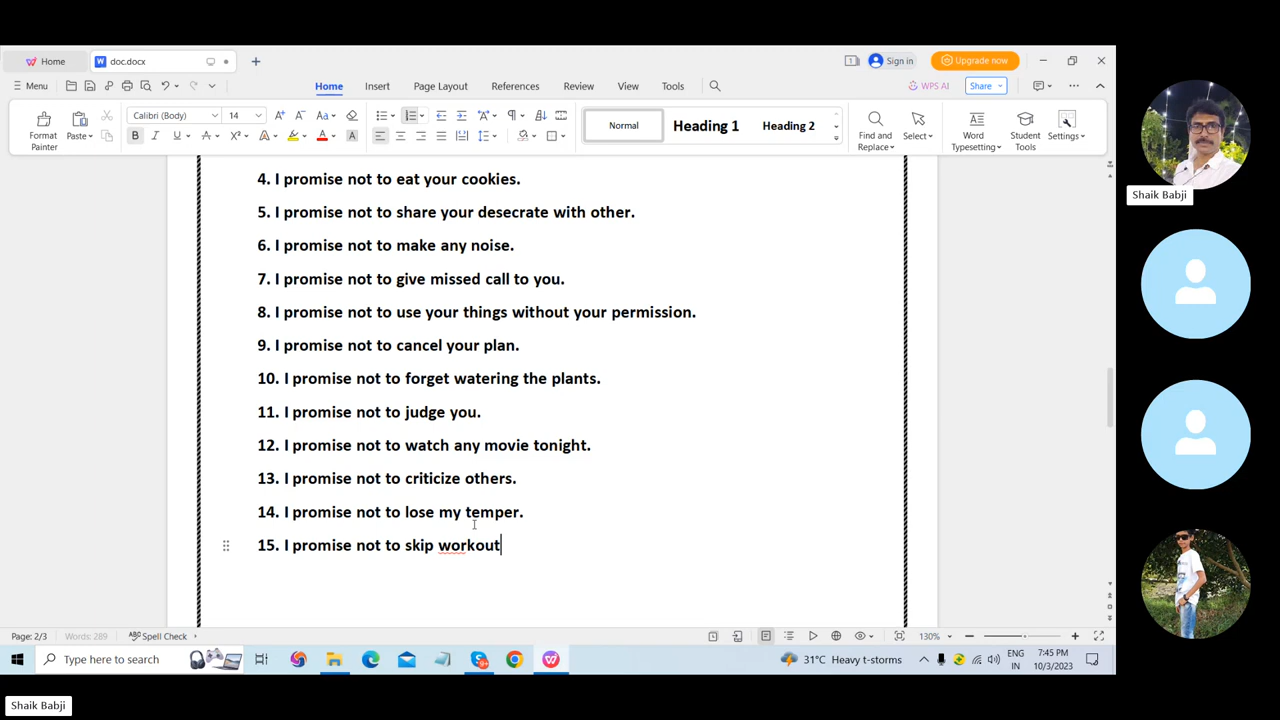 Home
doc.docx
Sign in
Upgrade now
Menu
Home
Insert
Page Layout
References
Review
View
Tools
WPS AI
Share
Format Painter
Paste
Calibri (Body)
14
Normal
Heading 1
Heading 2
Find and Replace
Select
Word Typesetting
Student Tools
Settings
Shaik Babji
4. I promise not to eat your cookies.
5. I promise not to share your desecrate with other.
6. I promise not to make any noise.
7. I promise not to give missed call to you.
8. I promise not to use your things without your permission.
9. I promise not to cancel your plan.
10. I promise not to forget watering the plants.
11. I promise not to judge you.
12. I promise not to watch any movie tonight.
13. I promise not to criticize others.
14. I promise not to lose my temper.
15. I promise not to skip workout
Page: 2/3
Words: 289
Spell Check
130%
Type here to search
31°C Heavy t-storms
ENG
IN
7:45 PM
10/3/2023
Shaik Babji